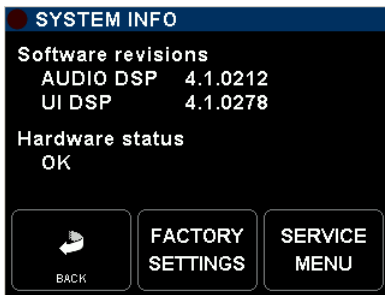 SYSTEM INFO
Software revisions
AUDIO DSP 4.1.0212
UI DSP 4.1.0278
Hardware status
OK
BACK
FACTORY
SETTINGS
SERVICE
MENU